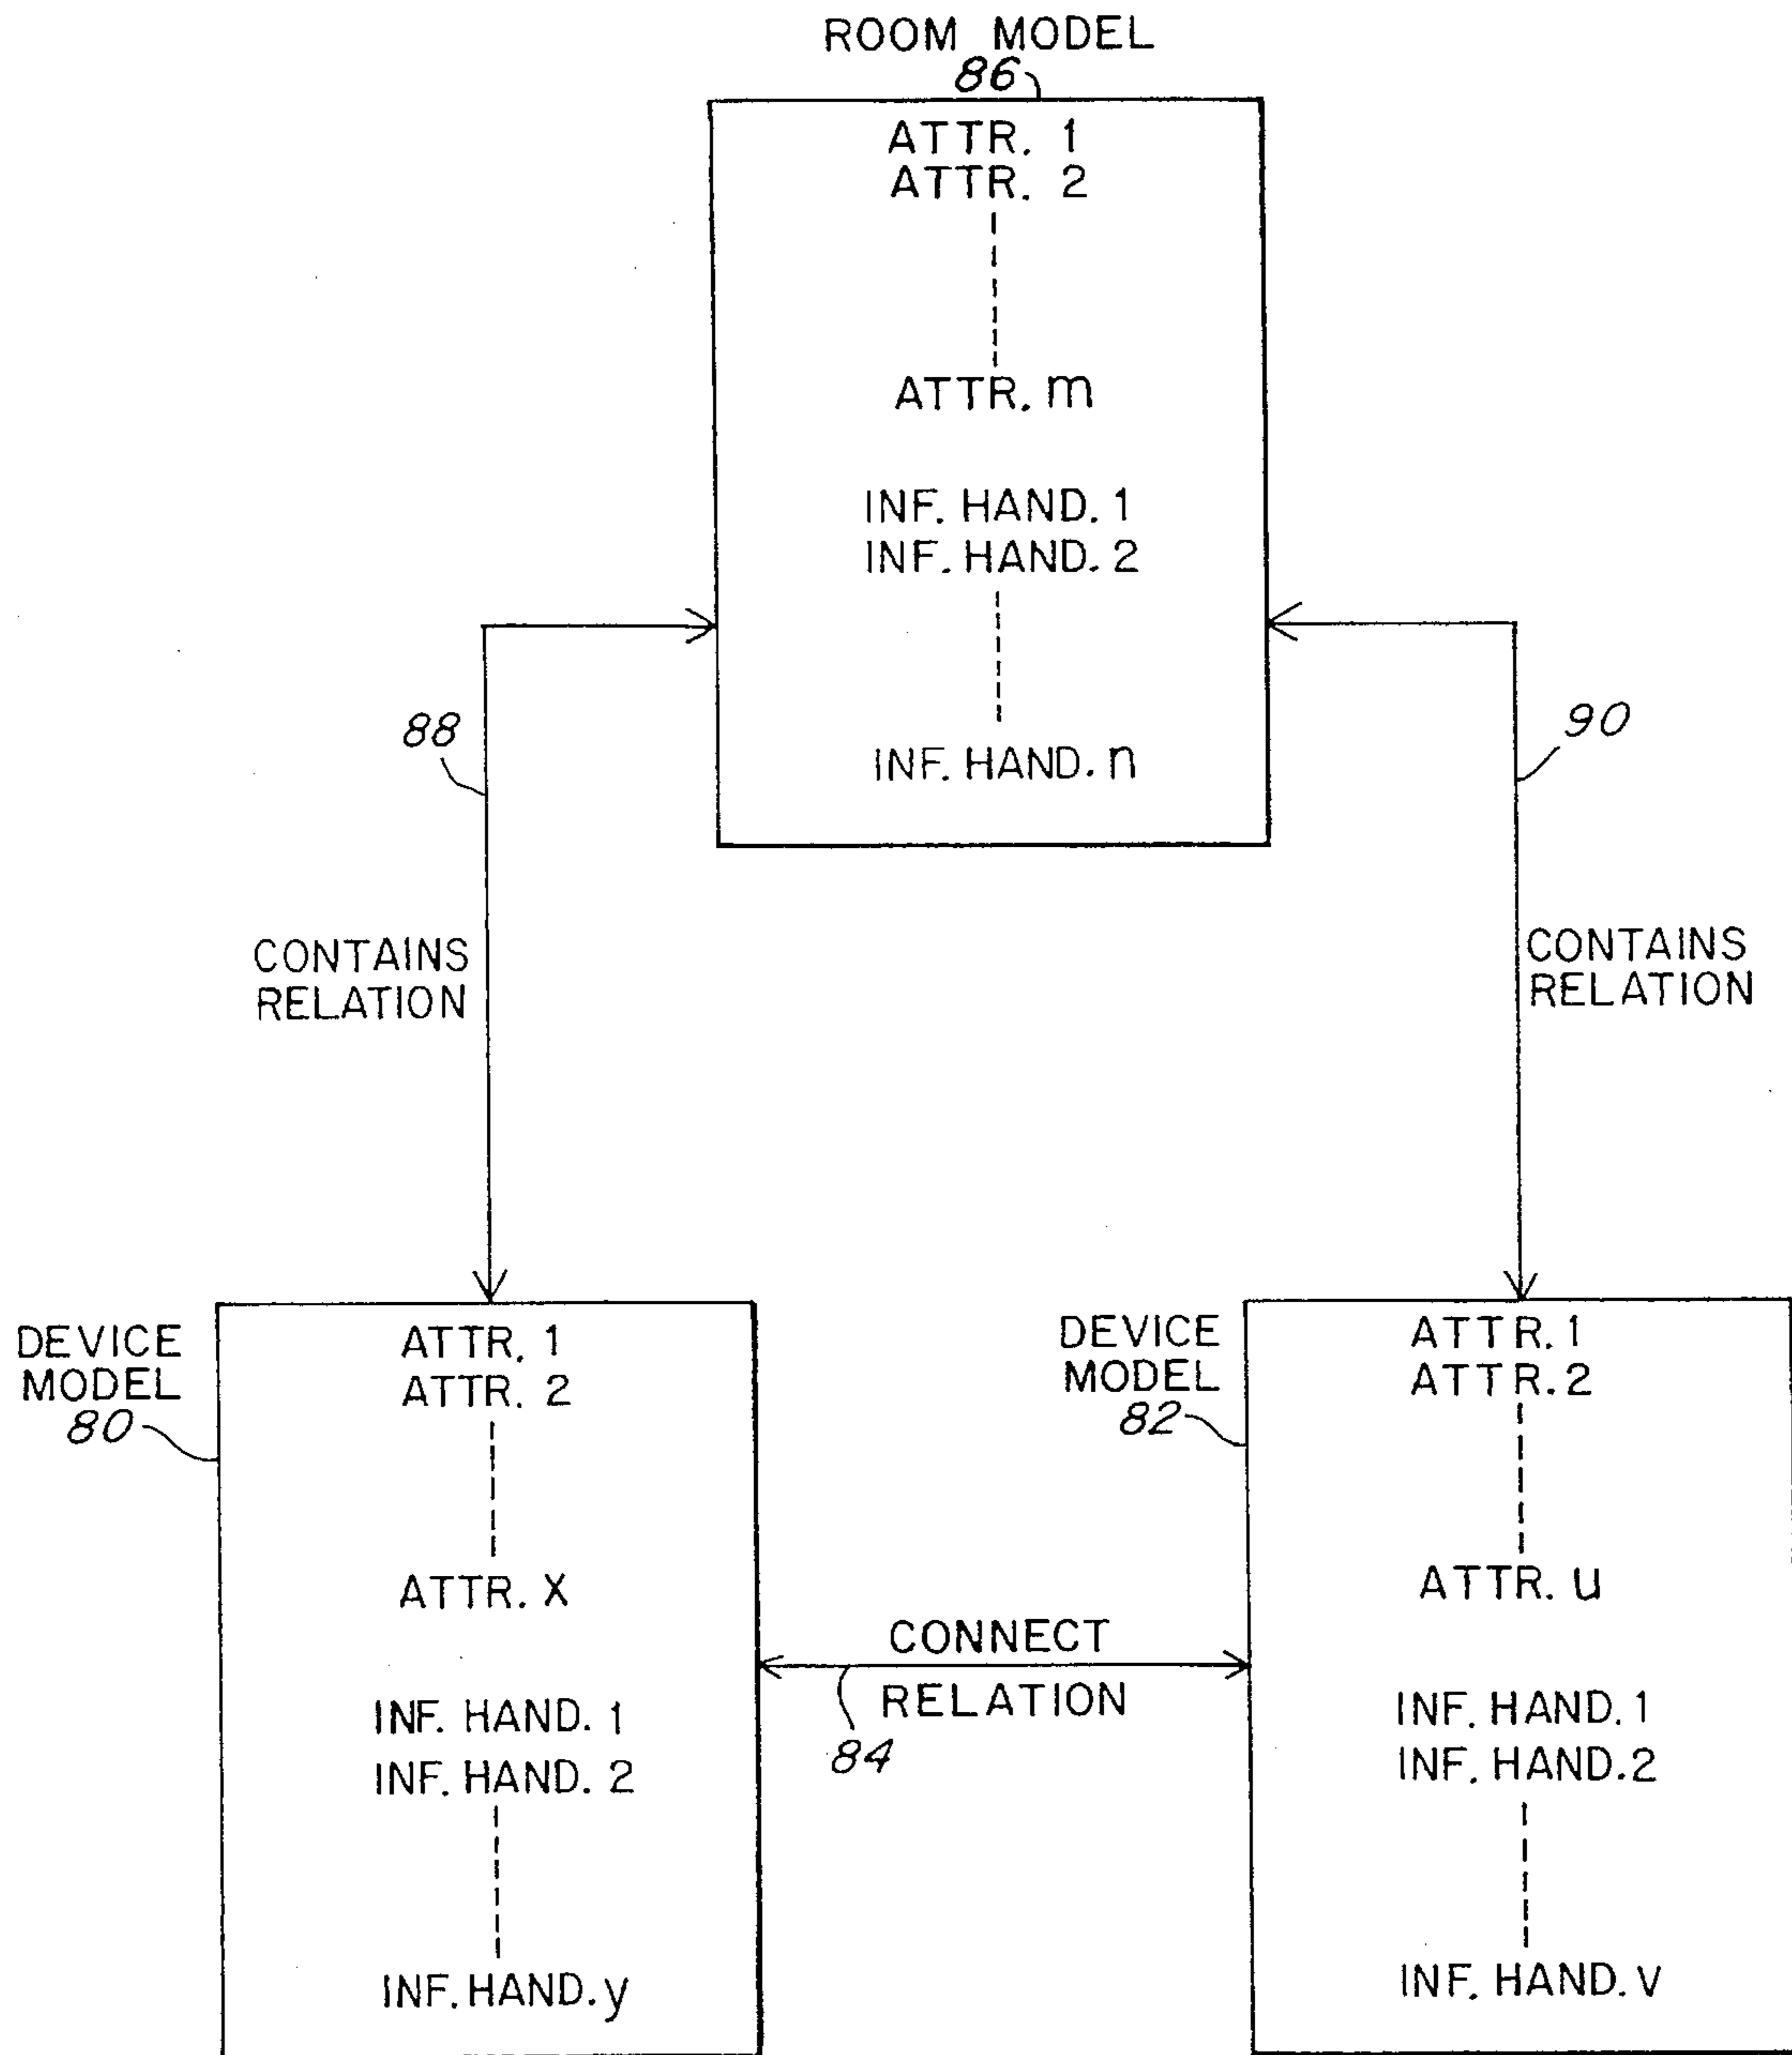 ROOM MODEL
86
ATTR. 1
ATTR. 2
ATTR. m
INF. HAND. 1
INF. HAND. 2
INF. HAND. n
88
90
CONTAINS
RELATION
CONTAINS
RELATION
DEVICE
MODEL
80
ATTR. 1
ATTR. 2
ATTR. x
INF. HAND. 1
INF. HAND. 2
INF. HAND. y
CONNECT
RELATION
84
DEVICE
MODEL
82
ATTR. 1
ATTR. 2
ATTR. u
INF. HAND. 1
INF. HAND. 2
INF. HAND. v